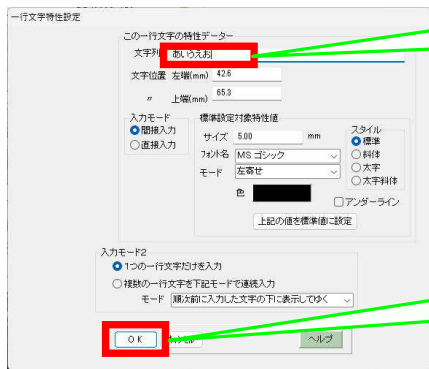 一行文字特性設定
この一行文字の特性データー
文字列 あいうえお
文字位置 左端(mm) 42.6
〃 上端(mm) 65.3
入力モード
間接入力
直接入力
標準設定対象特性値
サイズ 5.00 mm
フォント名 MS ゴシック
モード 左寄せ
色
スタイル
標準
斜体
太字
太字斜体
アンダーライン
上記の値を標準値に設定
入力モード2
1つの一行文字だけを入力
複数の一行文字を下記モードで連続入力
モード 順次前に入力した文字の下に表示してゆく
ＯＫ
ヘルプ